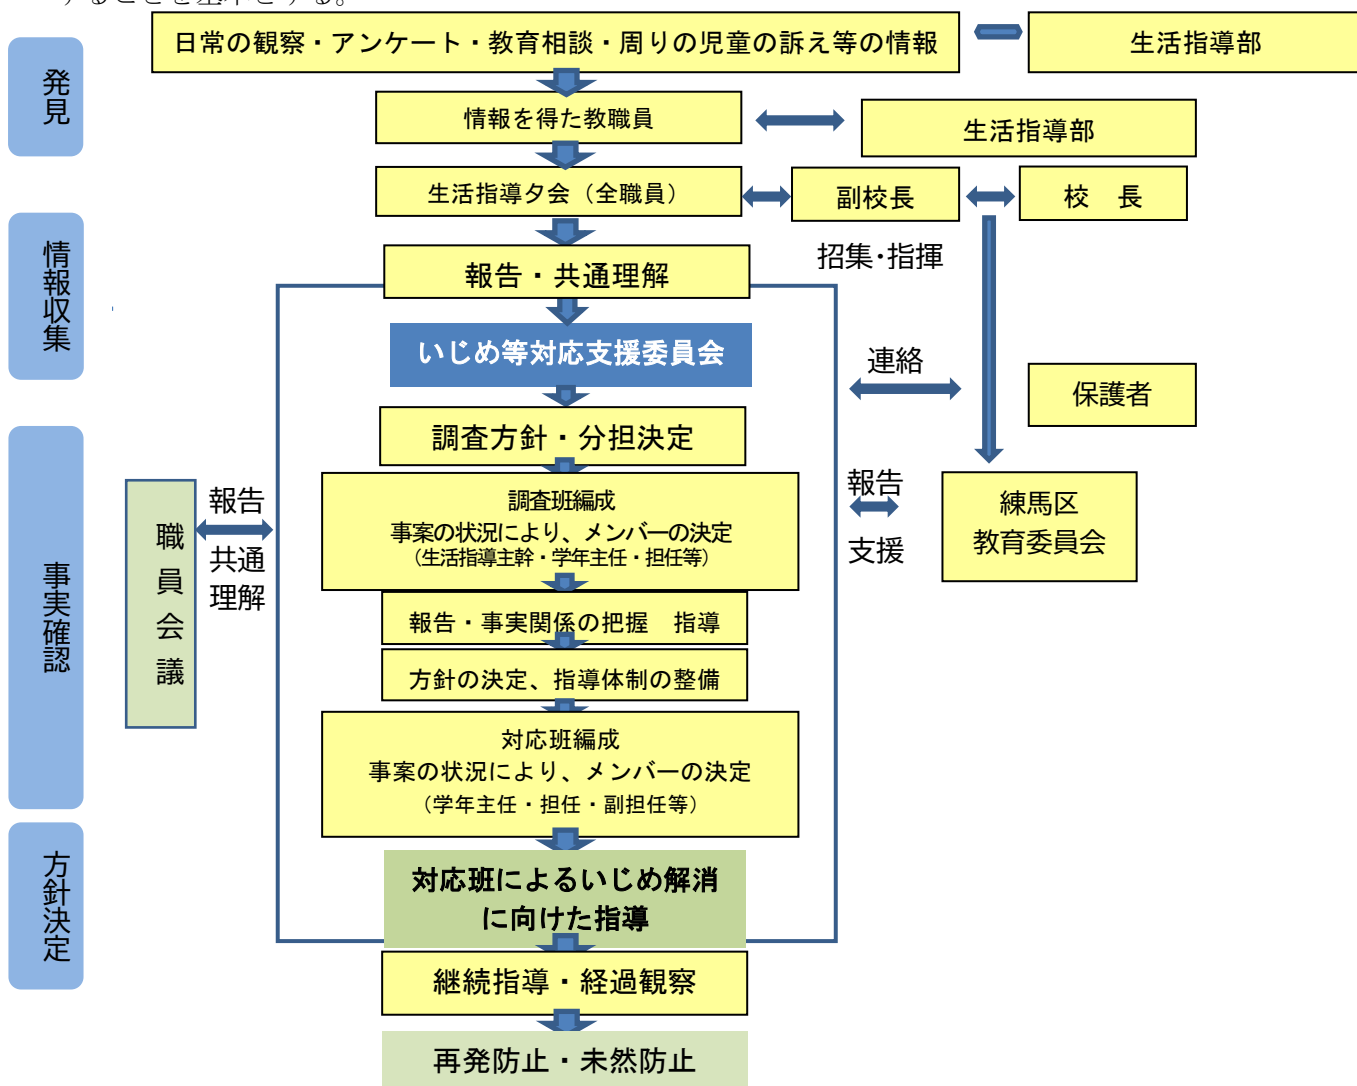 することを基本とする。
日常の観察・アンケート・教育相談・周りの児童の訴え等の情報
生活指導部
発見
情報を得た教職員
生活指導部
生活指導夕会（全職員）
副校長
校　長
情報収集
招集･指揮
報告・共通理解
いじめ等対応支援委員会
連絡
保護者
調査方針・分担決定
事実確認
職員会議
報告
共通
理解
調査班編成
事案の状況により、メンバーの決定
（生活指導主幹・学年主任・担任等）
報告
支援
練馬区
教育委員会
報告・事実関係の把握　指導
方針の決定、指導体制の整備
対応班編成
事案の状況により、メンバーの決定
（学年主任・担任・副担任等）
方針決定
対応班によるいじめ解消
に向けた指導
継続指導・経過観察
再発防止・未然防止